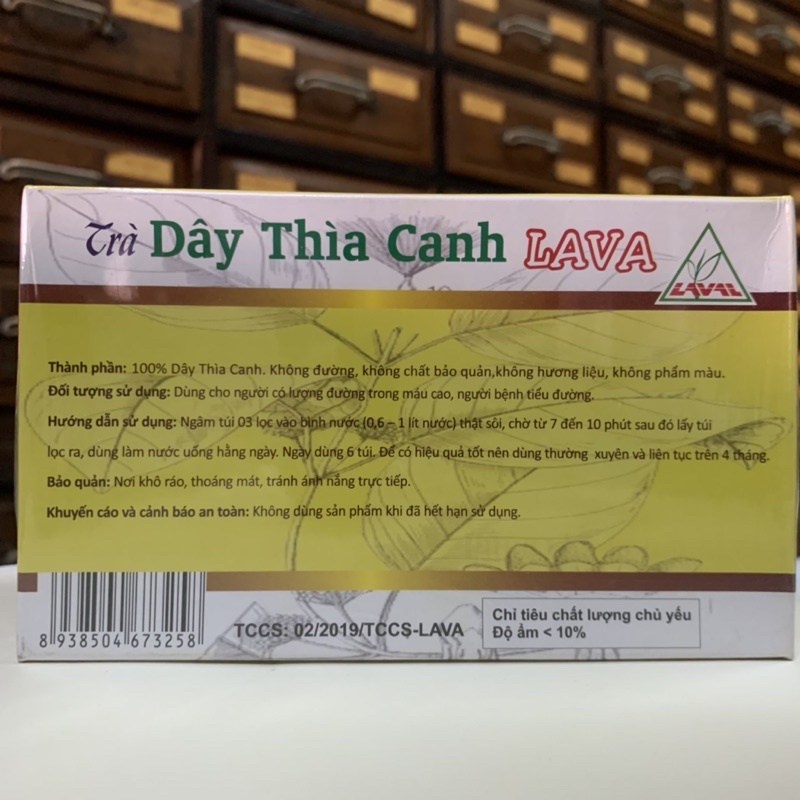 Trà Dây Thìa Canh LAVA
LAVAL
Thành phần: 100% Dây Thìa Canh. Không đường, không chất bảo quản,không hương liệu, không phẩm màu.
Đối tượng sử dụng: Dùng cho người có lượng đường trong máu cao, người bệnh tiểu đường.
Hướng dẫn sử dụng: Ngâm túi 03 lọc vào bình nước (0,6 – 1 lít nước) thật sôi, chờ từ 7 đến 10 phút sau đó lấy túi
lọc ra, dùng làm nước uống hằng ngày. Ngày dùng 6 túi. Để có hiệu quả tốt nên dùng thường xuyên và liên tục trên 4 tháng.
Bảo quản: Nơi khô ráo, thoáng mát, tránh ánh nắng trực tiếp.
Khuyến cáo và cảnh báo an toàn: Không dùng sản phẩm khi đã hết hạn sử dụng.
8 938504 673258
TCCS: 02/2019/TCCS-LAVA
Chỉ tiêu chất lượng chủ yếu
Độ ẩm < 10%